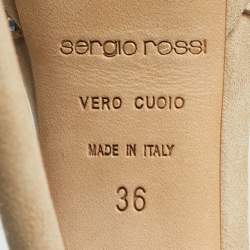 sergio rossi
VERO CUOIO
MADE IN ITALY
36